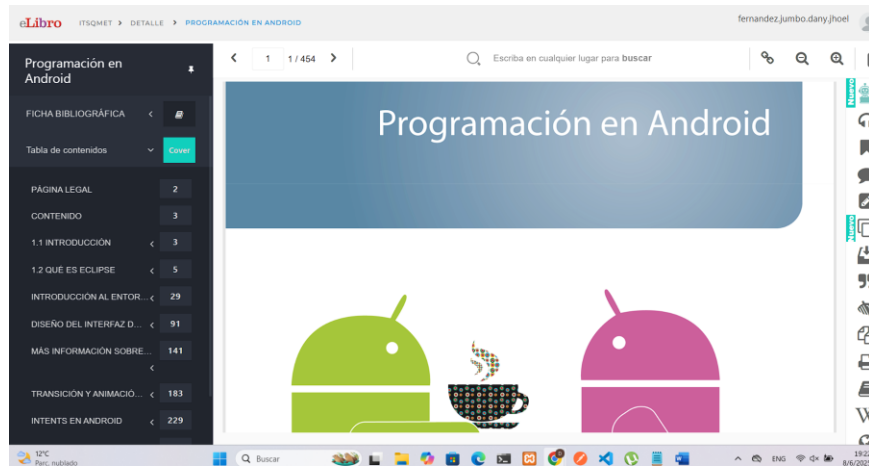 eLibro ITSQMET > DETALLE > PROGRAMACIÓN EN ANDROID fernandez.jumbo.dany.jhoel
Programación en
Android
1 1 / 454 Escriba en cualquier lugar para buscar
FICHA BIBLIOGRÁFICA
Tabla de contenidos Cover
PÁGINA LEGAL 2
CONTENIDO 3
1.1 INTRODUCCIÓN 3
1.2 QUÉ ES ECLIPSE 5
INTRODUCCIÓN AL ENTOR... 29
DISEÑO DEL INTERFAZ D... 91
MÁS INFORMACIÓN SOBRE... 141
TRANSICIÓN Y ANIMACIÓ... 183
INTENTS EN ANDROID 229
Programación en Android
Nuevo
Nuevo
12°C
Parc. nublado
Buscar
ENG
19:22